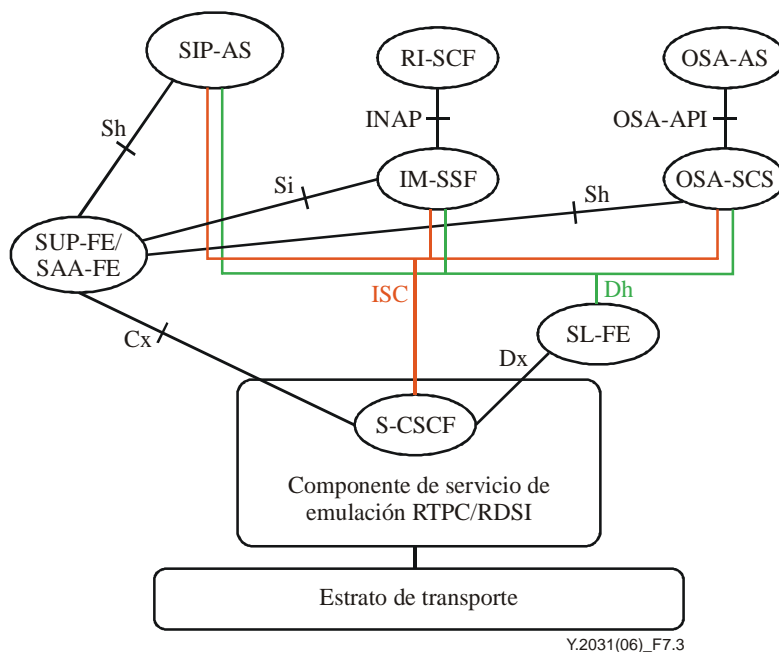 SIP-AS
RI-SCF
OSA-AS
Sh
INAP
OSA-API
Si
IM-SSF
OSA-SCS
Sh
SUP-FE/
SAA-FE
ISC
Dh
Cx
Dx
SL-FE
S-CSCF
Componente de servicio de
emulación RTPC/RDSI
Estrato de transporte
Y.2031(06)_F7.3